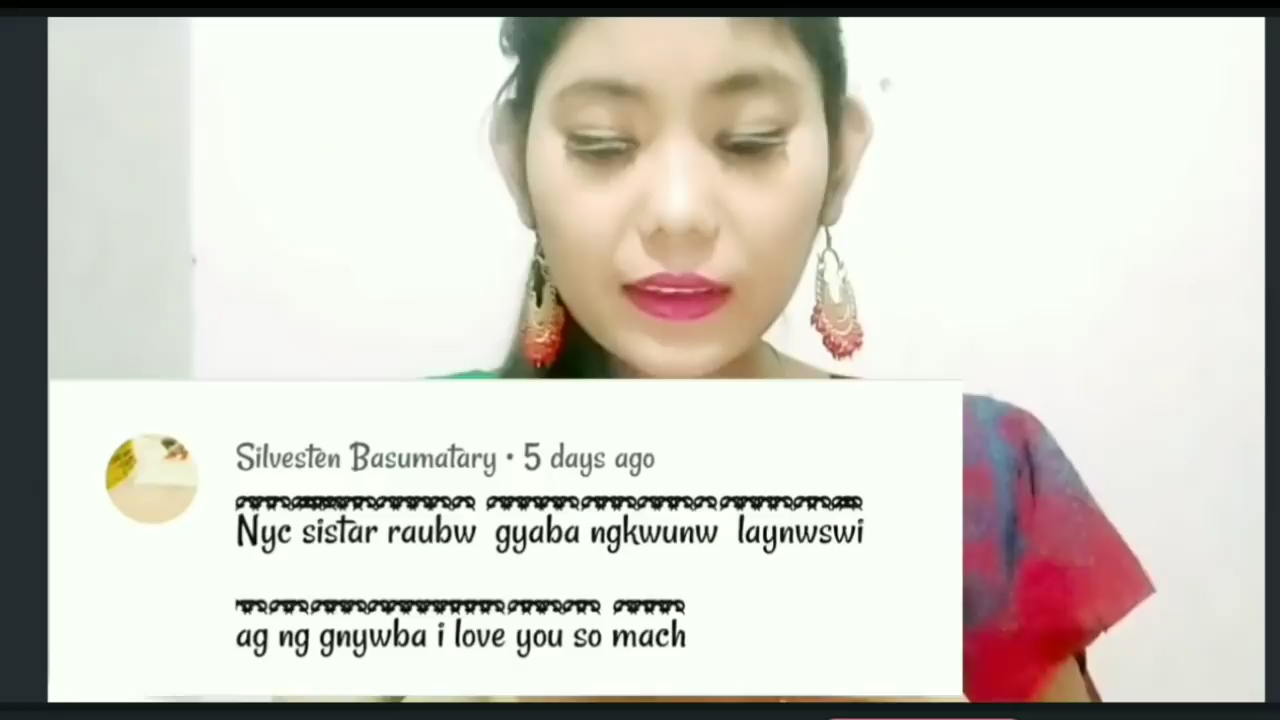 Silvesten Basumatary • 5 days ago
Nyc sistar raubw gyaba ngkwunw laynwswi
ag ng gnywba i love you so mach